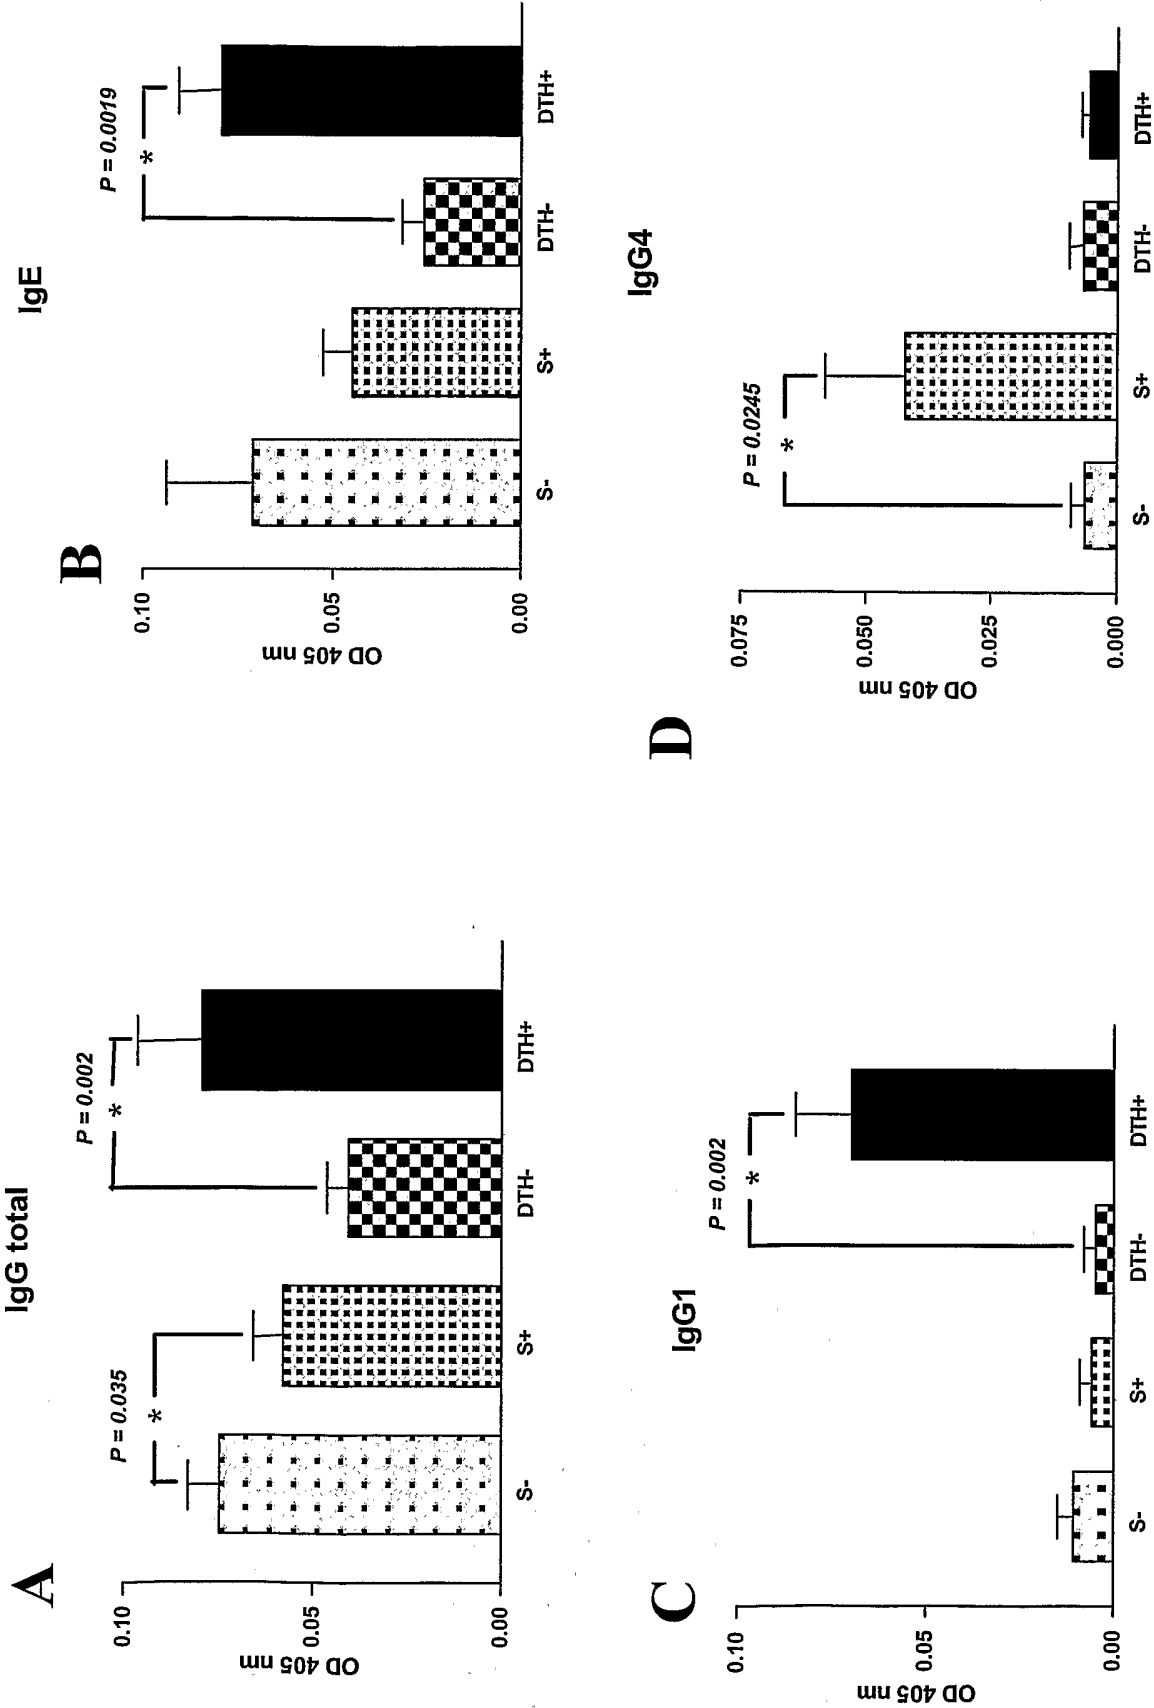 A
IgG total
P = 0.035
*
P = 0.002
*
OD 405 nm
0.10
0.05
0.00
S-
S+
DTH-
DTH+
B
IgE
P = 0.0019
*
OD 405 nm
0.10
0.05
0.00
S-
S+
DTH-
DTH+
C
IgG1
P = 0.002
*
OD 405 nm
0.10
0.05
0.00
S-
S+
DTH-
DTH+
D
IgG4
P = 0.0245
*
OD 405 nm
0.075
0.050
0.025
0.000
S-
S+
DTH-
DTH+